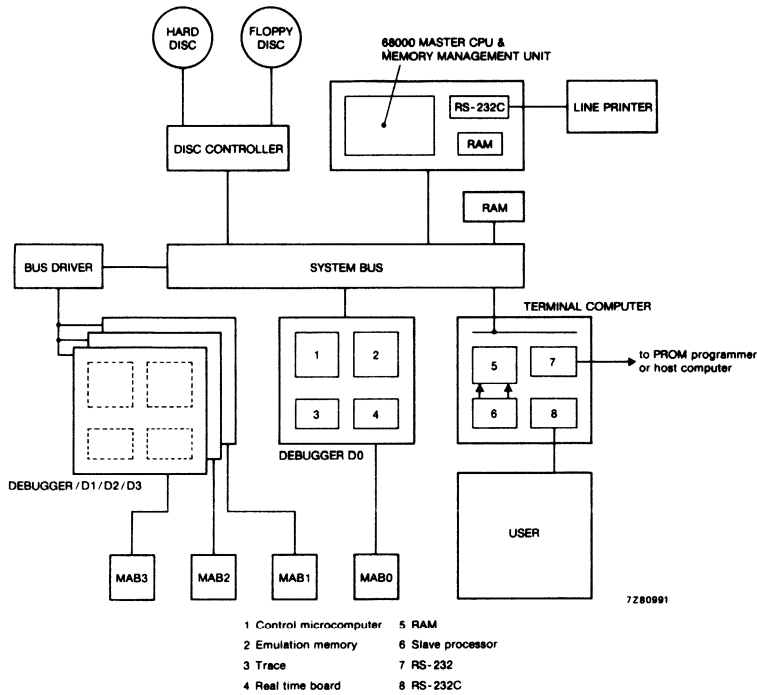 HARD
DISC
FLOPPY
DISC
68000 MASTER CPU &
MEMORY MANAGEMENT UNIT
RS-232C
LINE PRINTER
DISC CONTROLLER
RAM
RAM
BUS DRIVER
SYSTEM BUS
TERMINAL COMPUTER
1
2
5
7
to PROM programmer
or host computer
3
4
6
8
DEBUGGER D0
DEBUGGER / D1 / D2 / D3
USER
MAB3
MAB2
MAB1
MAB0
7Z80991
1 Control microcomputer
2 Emulation memory
3 Trace
4 Real time board
5 RAM
6 Slave processor
7 RS-232
8 RS-232C